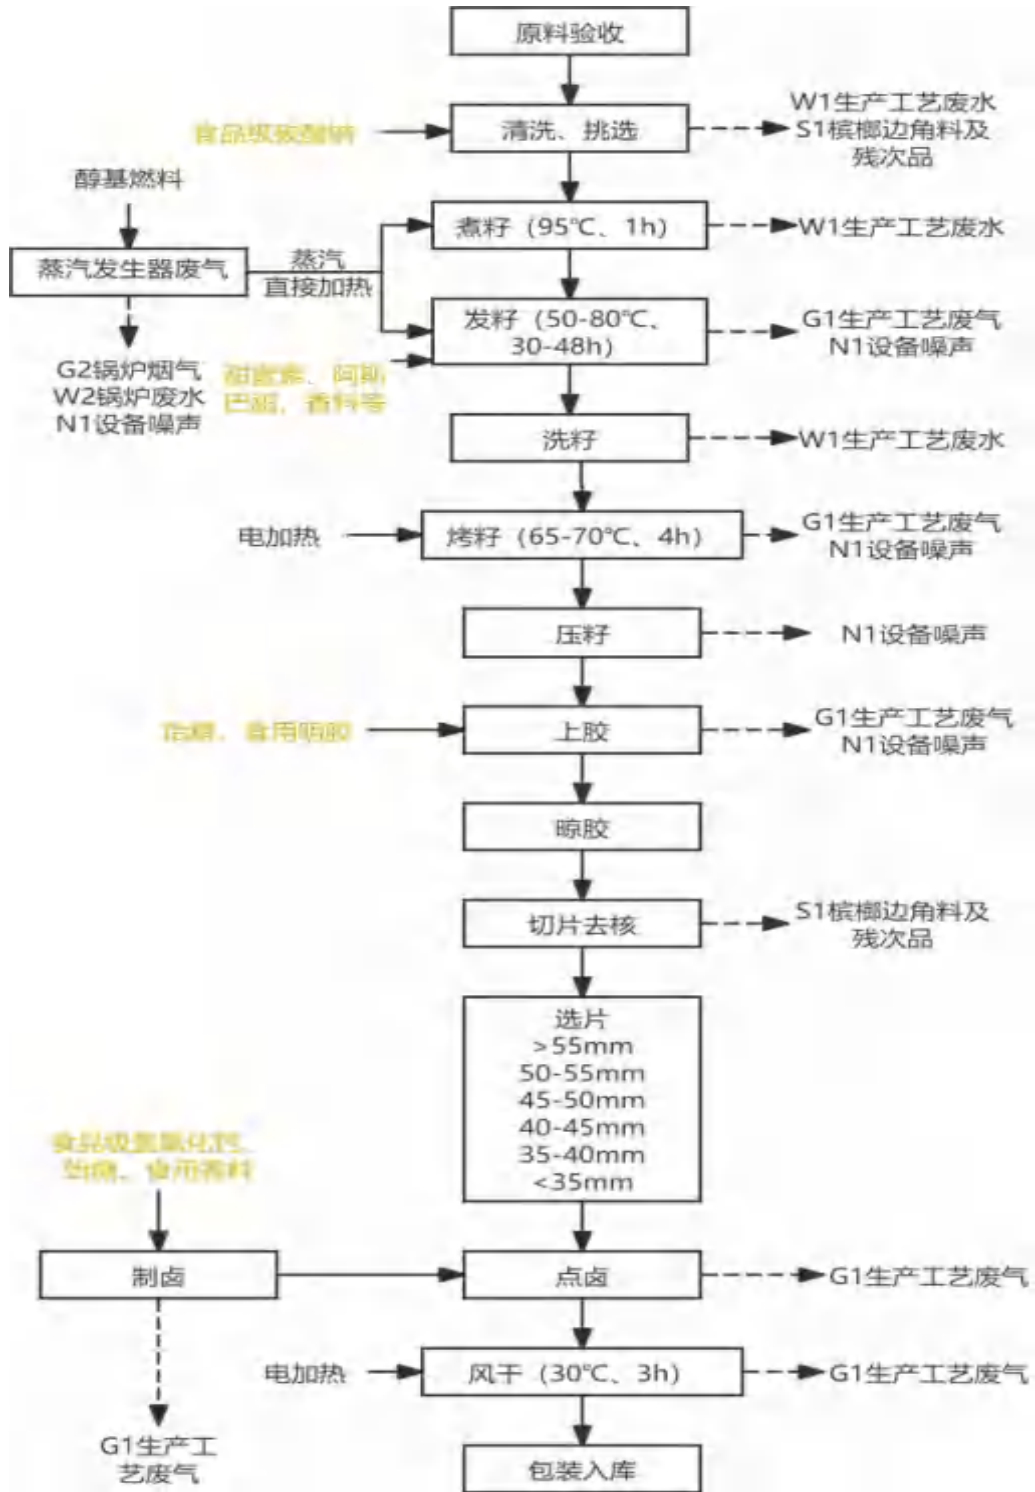 原料验收
食品级碳酸钠
清洗、挑选
W1生产工艺废水
S1槟榔边角料及
残次品
醇基燃料
煮籽（95℃、1h）
W1生产工艺废水
蒸汽发生器废气
蒸汽
直接加热
发籽（50-80℃、
30-48h）
G1生产工艺废气
N1设备噪声
G2锅炉烟气
W2锅炉废水
N1设备噪声
甜蜜素、阿斯
巴甜、香料等
洗籽
W1生产工艺废水
电加热
烤籽（65-70℃、4h）
G1生产工艺废气
N1设备噪声
压籽
N1设备噪声
饴糖、食用明胶
上胶
G1生产工艺废气
N1设备噪声
晾胶
切片去核
S1槟榔边角料及
残次品
选片
>55mm
50-55mm
45-50mm
40-45mm
35-40mm
<35mm
食品级氢氧化钙、
饴糖、食用香料
制卤
点卤
G1生产工艺废气
电加热
风干（30℃、3h）
G1生产工艺废气
G1生产工
艺废气
包装入库